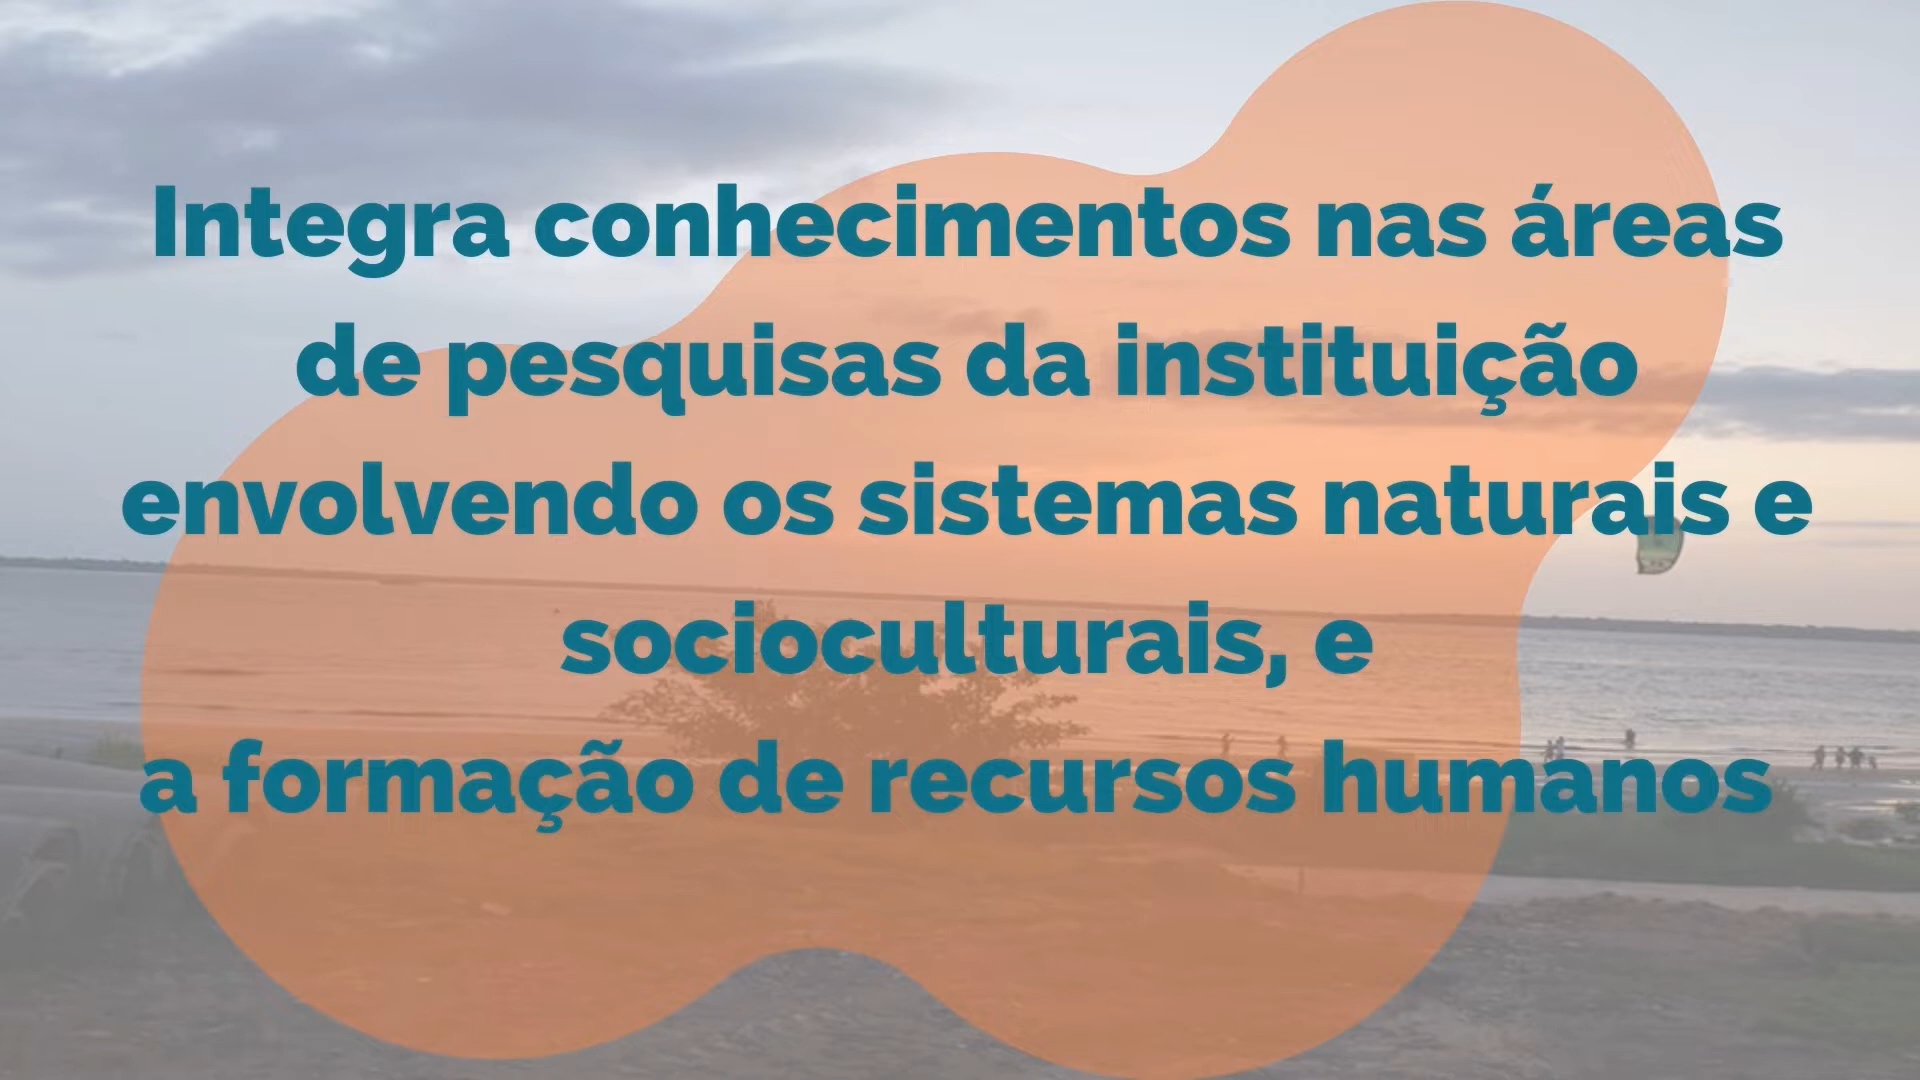 Integra conhecimentos nas áreas
de pesquisas da instituição
envolvendo os sistemas naturais e
socioculturais, e
a formação de recursos humanos